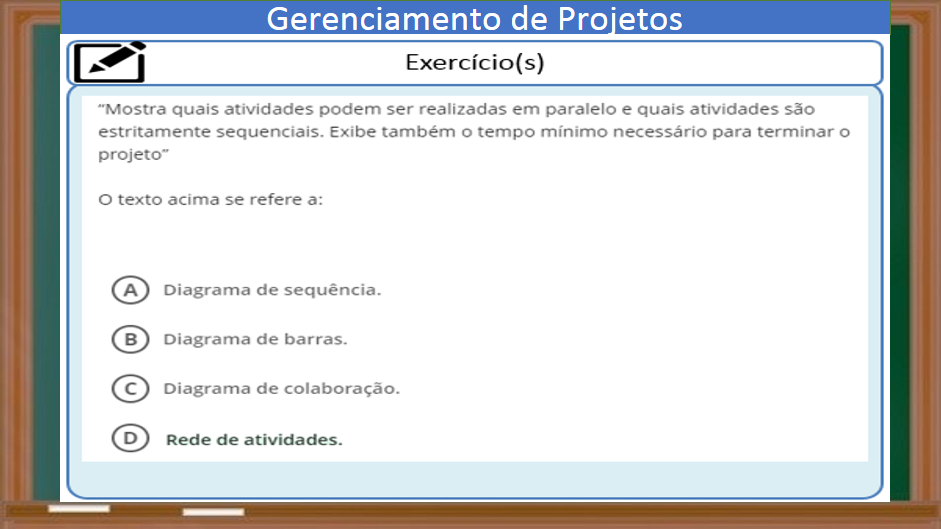 Gerenciamento de Projetos
Exercício(s)
“Mostra quais atividades podem ser realizadas em paralelo e quais atividades são
estritamente sequenciais. Exibe também o tempo mínimo necessário para terminar o
projeto”
O texto acima se refere a:
A Diagrama de sequência.
B Diagrama de barras.
C Diagrama de colaboração.
D Rede de atividades.